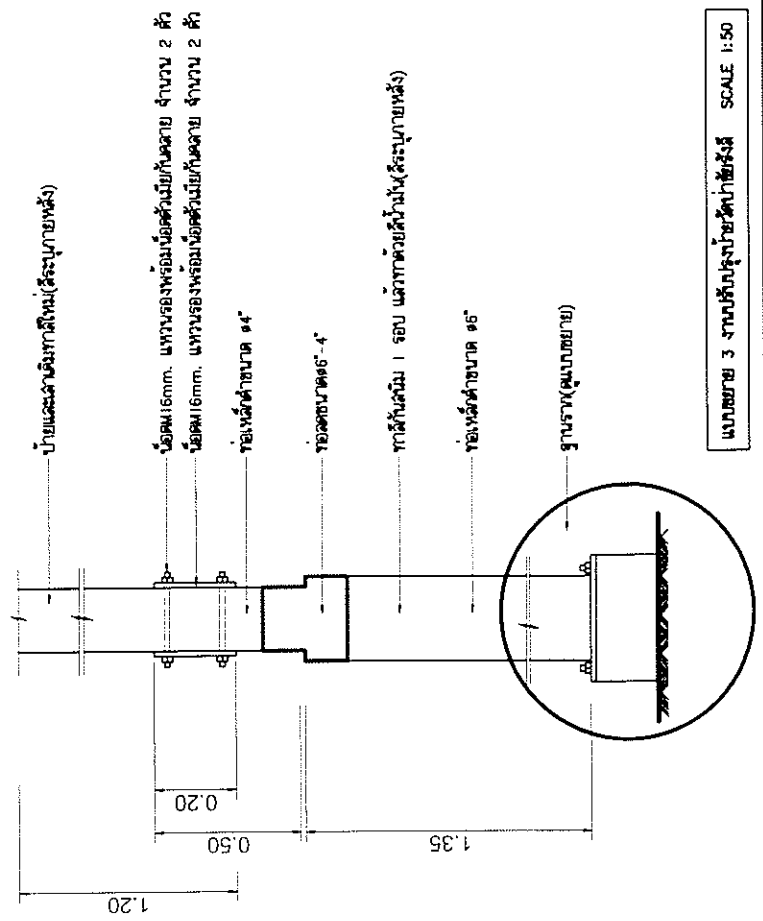 ป้ายและเสาเดิมทาสีใหม่(สีระบุภายหลัง)
น๊อตM16mm. แหวนรองพร้อมน๊อตตัวเมียกันคลาย จำนวน 2 ตัว
น๊อตM16mm. แหวนรองพร้อมน๊อตตัวเมียกันคลาย จำนวน 2 ตัว
ท่อเหล็กดำขนาด ø4"
ท่อลดขนาดø6"-4"
ทาสีกันสนิม 1 รอบ แล้วทาด้วยสีน้ำมัน(สีระบุภายหลัง)
ท่อเหล็กดำขนาด ø6"
ฐานราก(ดูแบบขยาย)
1.20
0.20
0.50
1.35
แบบขยาย 3 งานปรับปรุงป้ายวัดป่าชัยรังสี SCALE 1:50